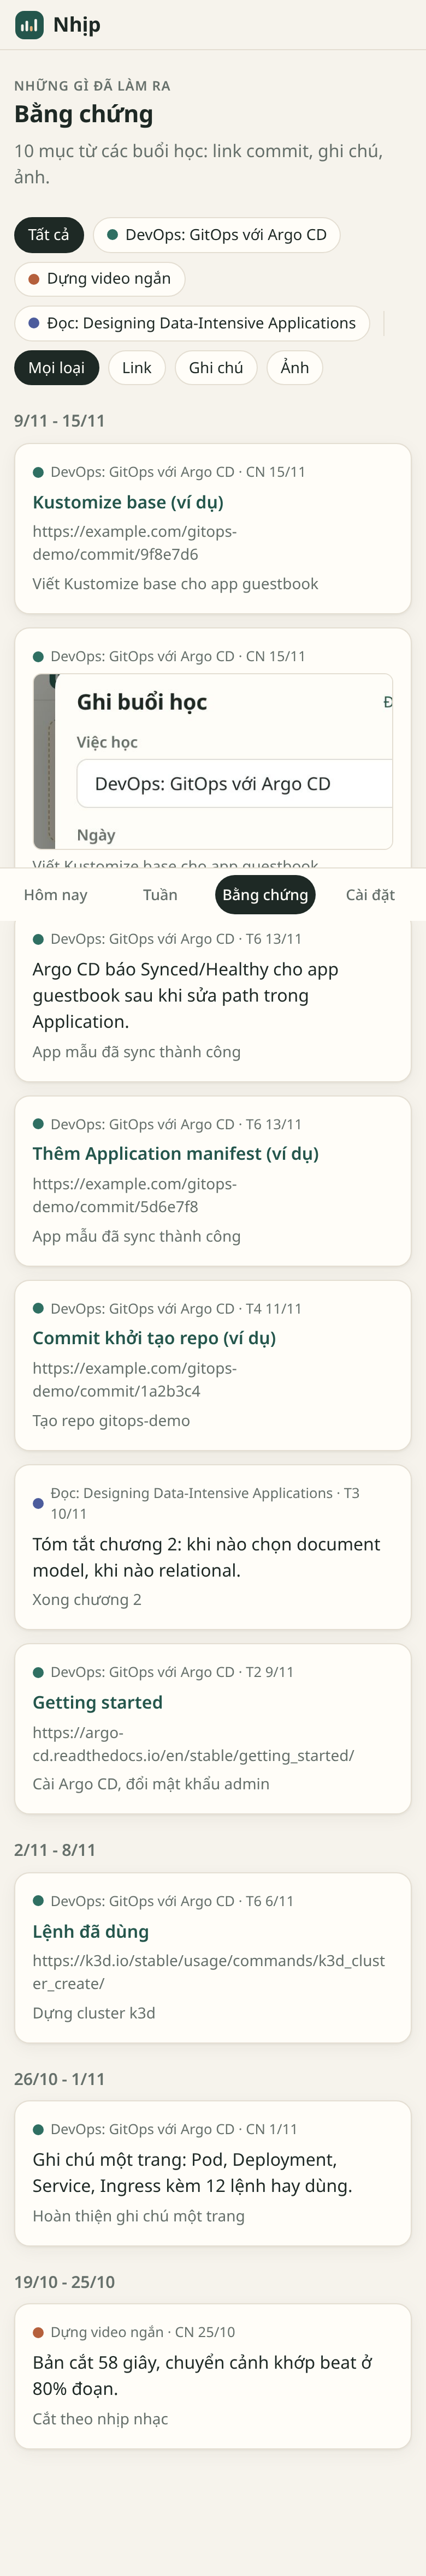 Nhịp
NHỮNG GÌ ĐÃ LÀM RA
Bằng chứng
10 mục từ các buổi học: link commit, ghi chú,
ảnh.
Tất cả
DevOps: GitOps với Argo CD
Dựng video ngắn
Đọc: Designing Data-Intensive Applications
Mọi loại
Link
Ghi chú
Ảnh
9/11 - 15/11
DevOps: GitOps với Argo CD · CN 15/11
Kustomize base (ví dụ)
https://example.com/gitops-
demo/commit/9f8e7d6
Viết Kustomize base cho app guestbook
DevOps: GitOps với Argo CD · CN 15/11
Ghi buổi học
Việc học
DevOps: GitOps với Argo CD
Ngày
Viết Kustomize base cho app guestbook
Hôm nay
Tuần
Bằng chứng
Cài đặt
DevOps: GitOps với Argo CD · T6 13/11
Argo CD báo Synced/Healthy cho app
guestbook sau khi sửa path trong
Application.
App mẫu đã sync thành công
DevOps: GitOps với Argo CD · T6 13/11
Thêm Application manifest (ví dụ)
https://example.com/gitops-
demo/commit/5d6e7f8
App mẫu đã sync thành công
DevOps: GitOps với Argo CD · T4 11/11
Commit khởi tạo repo (ví dụ)
https://example.com/gitops-
demo/commit/1a2b3c4
Tạo repo gitops-demo
Đọc: Designing Data-Intensive Applications · T3
10/11
Tóm tắt chương 2: khi nào chọn document
model, khi nào relational.
Xong chương 2
DevOps: GitOps với Argo CD · T2 9/11
Getting started
https://argo-
cd.readthedocs.io/en/stable/getting_started/
Cài Argo CD, đổi mật khẩu admin
2/11 - 8/11
DevOps: GitOps với Argo CD · T6 6/11
Lệnh đã dùng
https://k3d.io/stable/usage/commands/k3d_clust
er_create/
Dựng cluster k3d
26/10 - 1/11
DevOps: GitOps với Argo CD · CN 1/11
Ghi chú một trang: Pod, Deployment,
Service, Ingress kèm 12 lệnh hay dùng.
Hoàn thiện ghi chú một trang
19/10 - 25/10
Dựng video ngắn · CN 25/10
Bản cắt 58 giây, chuyển cảnh khớp beat ở
80% đoạn.
Cắt theo nhịp nhạc